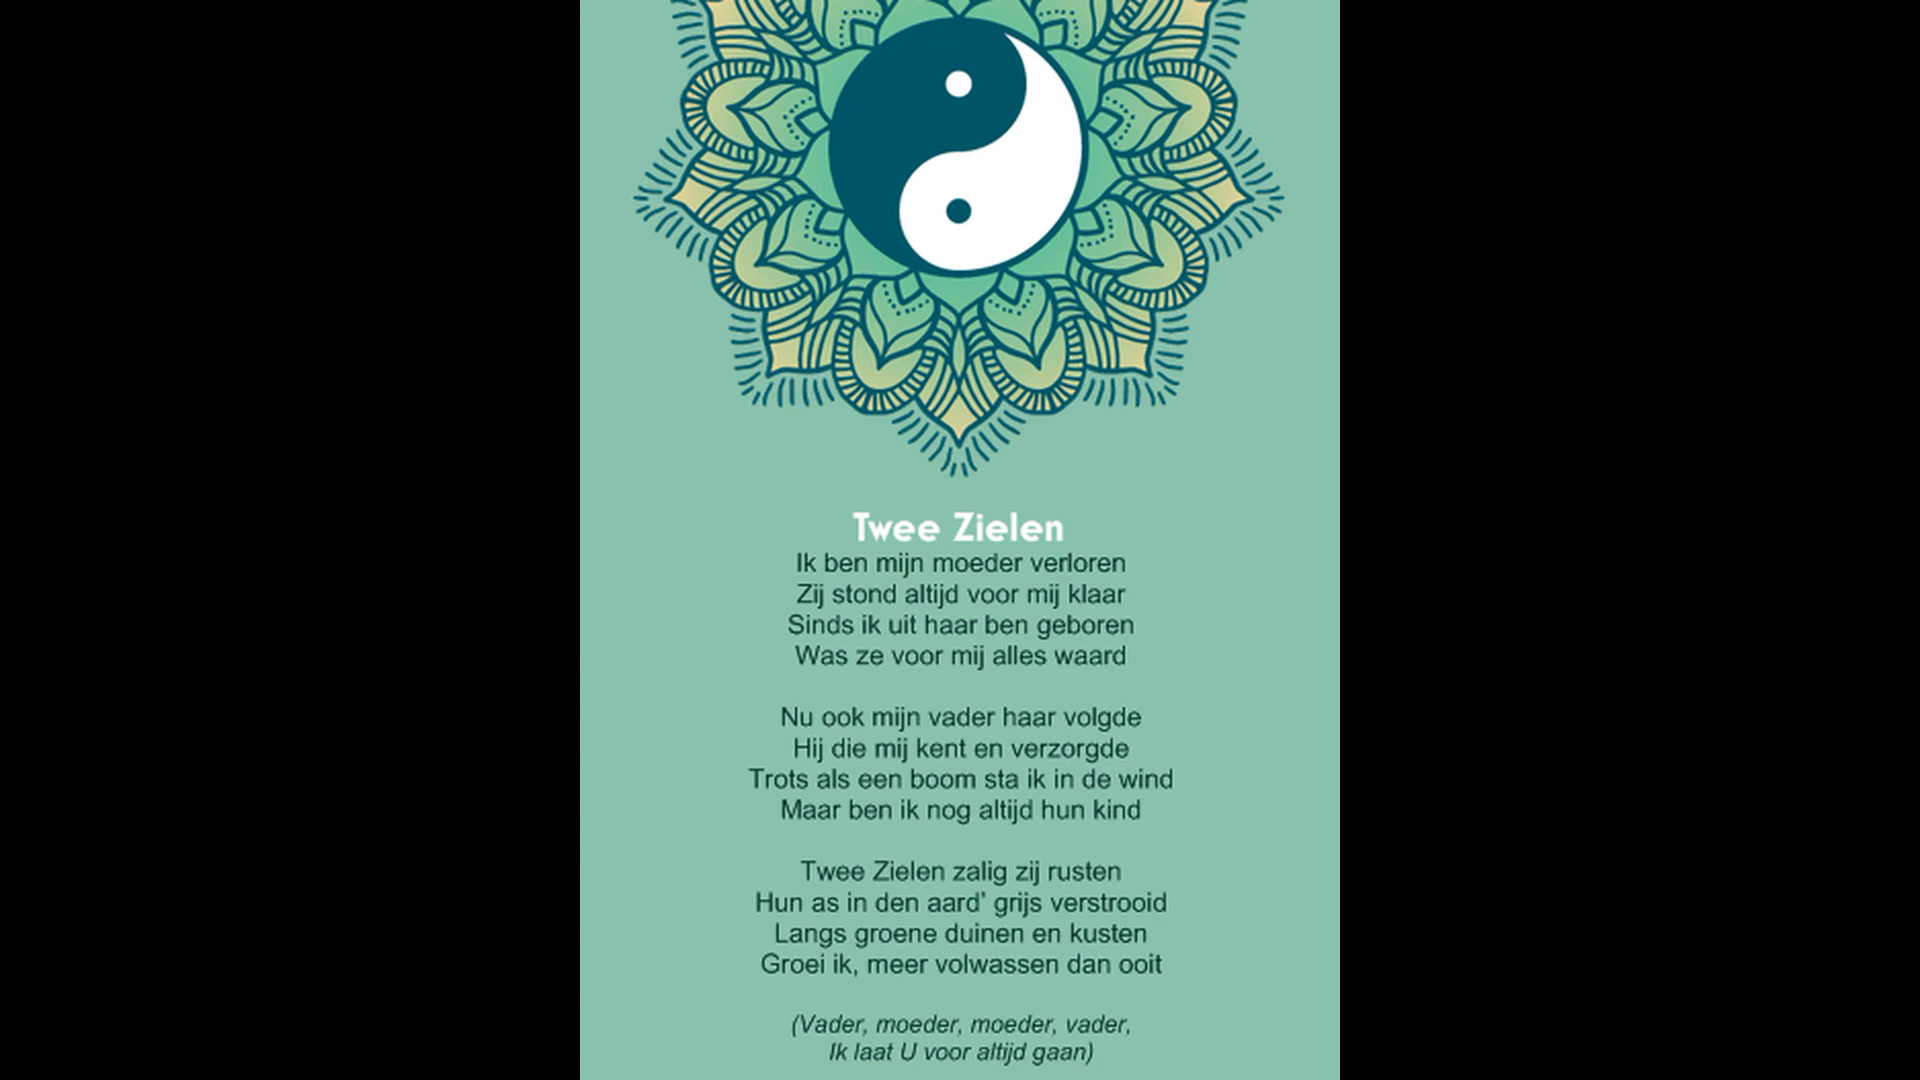 Twee Zielen
Ik ben mijn moeder verloren
Zij stond altijd voor mij klaar
Sinds ik uit haar ben geboren
Was ze voor mij alles waard
Nu ook mijn vader haar volgde
Hij die mij kent en verzorgde
Trots als een boom sta ik in de wind
Maar ben ik nog altijd hun kind
Twee Zielen zalig zij rusten
Hun as in den aard' grijs verstrooid
Langs groene duinen en kusten
Groei ik, meer volwassen dan ooit
(Vader, moeder, moeder, vader,
Ik laat U voor altijd gaan)